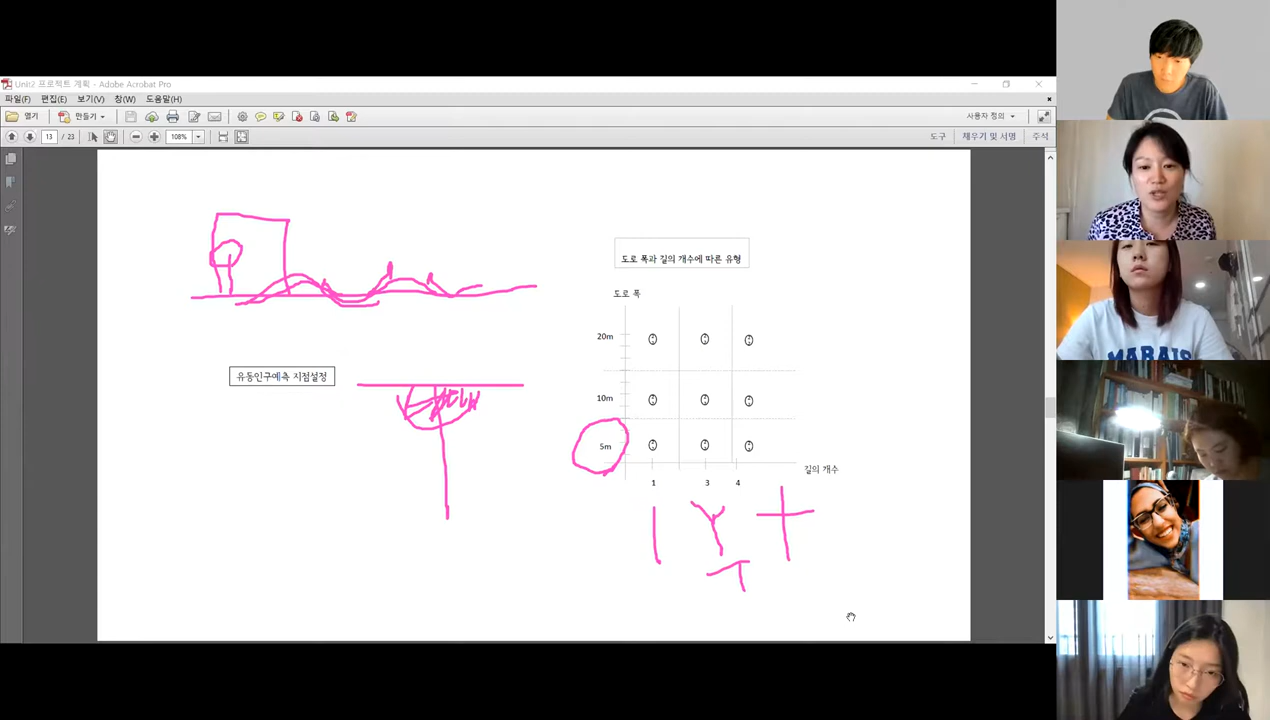 Unit2 프로젝트 계획 - Adobe Acrobat Pro
파일(F) 편집(E) 보기(V) 창(W) 도움말(H)
열기 만들기 사용자 정의
13 / 23 108% 도구 채우기 및 서명 주석
도로 폭과 길의 개수에 따른 유형
도로 폭
20m
유동인구예측 지점설정
10m
5m
길의 개수
1 3 4
MARAIS